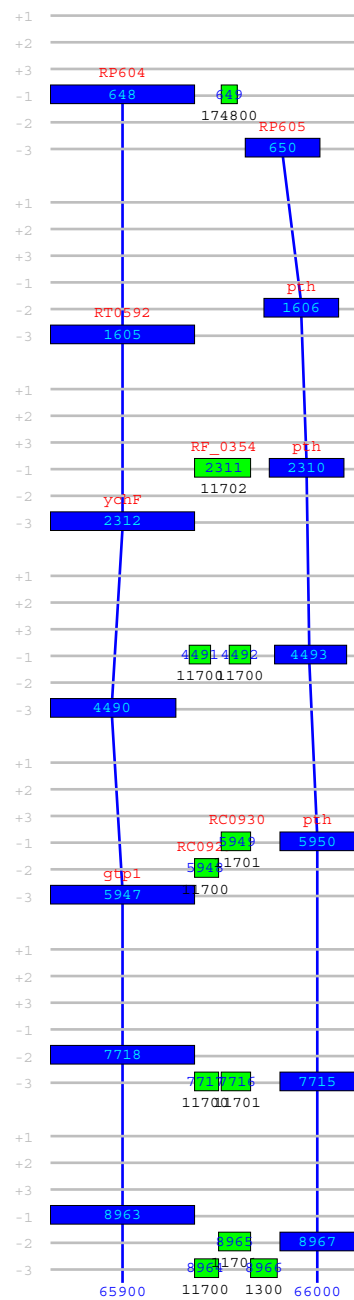 +1
+2
+3
RP604
-1 648 649
174800
-2
RP605
-3 650
+1
+2
+3
-1
pth
-2 1606
RT0592
-3 1605
+1
+2
+3
RF_0354 pth
-1 2311 2310
11702
-2
ychF
-3 2312
+1
+2
+3
-1 4491 4492 4493
11700 11700
-2
-3 4490
+1
+2
+3
RC0930 pth
-1 5949 5950
11701
RC092
-2 5948
11700
gtp1
-3 5947
+1
+2
+3
-1
-2 7718
-3 7717 7716 7715
11700 11701
+1
+2
+3
-1 8963
-2 8965 8967
-3 8964 8966
65900 11700 1300 66000